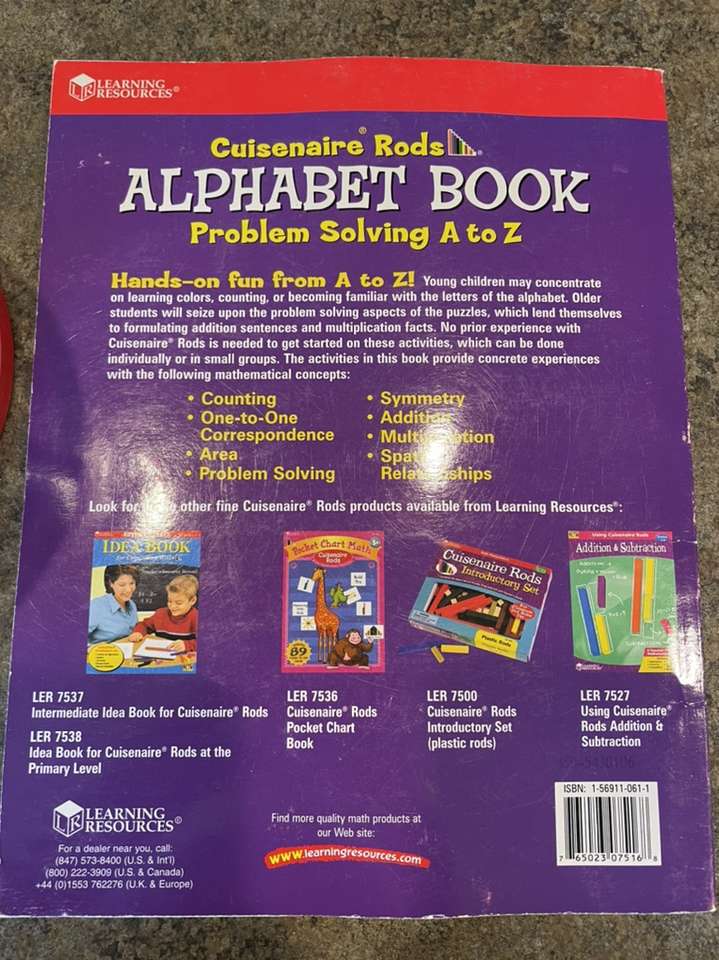 LEARNING
RESOURCES®
Cuisenaire® Rods
ALPHABET BOOK
Problem Solving A to Z
Hands-on fun from A to Z! Young children may concentrate
on learning colors, counting, or becoming familiar with the letters of the alphabet. Older
students will seize upon the problem solving aspects of the puzzles, which lend themselves
to formulating addition sentences and multiplication facts. No prior experience with
Cuisenaire® Rods is needed to get started on these activities, which can be done
individually or in small groups. The activities in this book provide concrete experiences
with the following mathematical concepts:
• Counting
• One-to-One
Correspondence
• Area
• Problem Solving
• Symmetry
• Addition
• Multiplication
• Spatial
Relationships
Look for these other fine Cuisenaire® Rods products available from Learning Resources®:
IDEA BOOK
Pocket Chart Math
Cuisenaire
Rods
89
Cuisenaire Rods
Introductory Set
Plastic Rods
Using Cuisenaire Rods
Addition & Subtraction
LER 7537
Intermediate Idea Book for Cuisenaire® Rods
LER 7538
Idea Book for Cuisenaire® Rods at the
Primary Level
LER 7536
Cuisenaire® Rods
Pocket Chart
Book
LER 7500
Cuisenaire® Rods
Introductory Set
(plastic rods)
LER 7527
Using Cuisenaire®
Rods Addition &
Subtraction
LEARNING
RESOURCES®
For a dealer near you, call:
(847) 573-8400 (U.S. & Int'l)
(800) 222-3909 (U.S. & Canada)
+44 (0)1553 762276 (U.K. & Europe)
Find more quality math products at
our Web site:
www.learningresources.com
ISBN: 1-56911-061-1
7 65023 07516 8